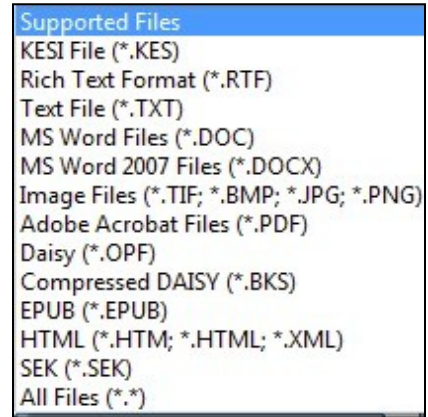 Supported Files
KESI File (*.KES)
Rich Text Format (*.RTF)
Text File (*.TXT)
MS Word Files (*.DOC)
MS Word 2007 Files (*.DOCX)
Image Files (*.TIF; *.BMP; *.JPG; *.PNG)
Adobe Acrobat Files (*.PDF)
Daisy (*.OPF)
Compressed DAISY (*.BKS)
EPUB (*.EPUB)
HTML (*.HTM; *.HTML; *.XML)
SEK (*.SEK)
All Files (*.*)